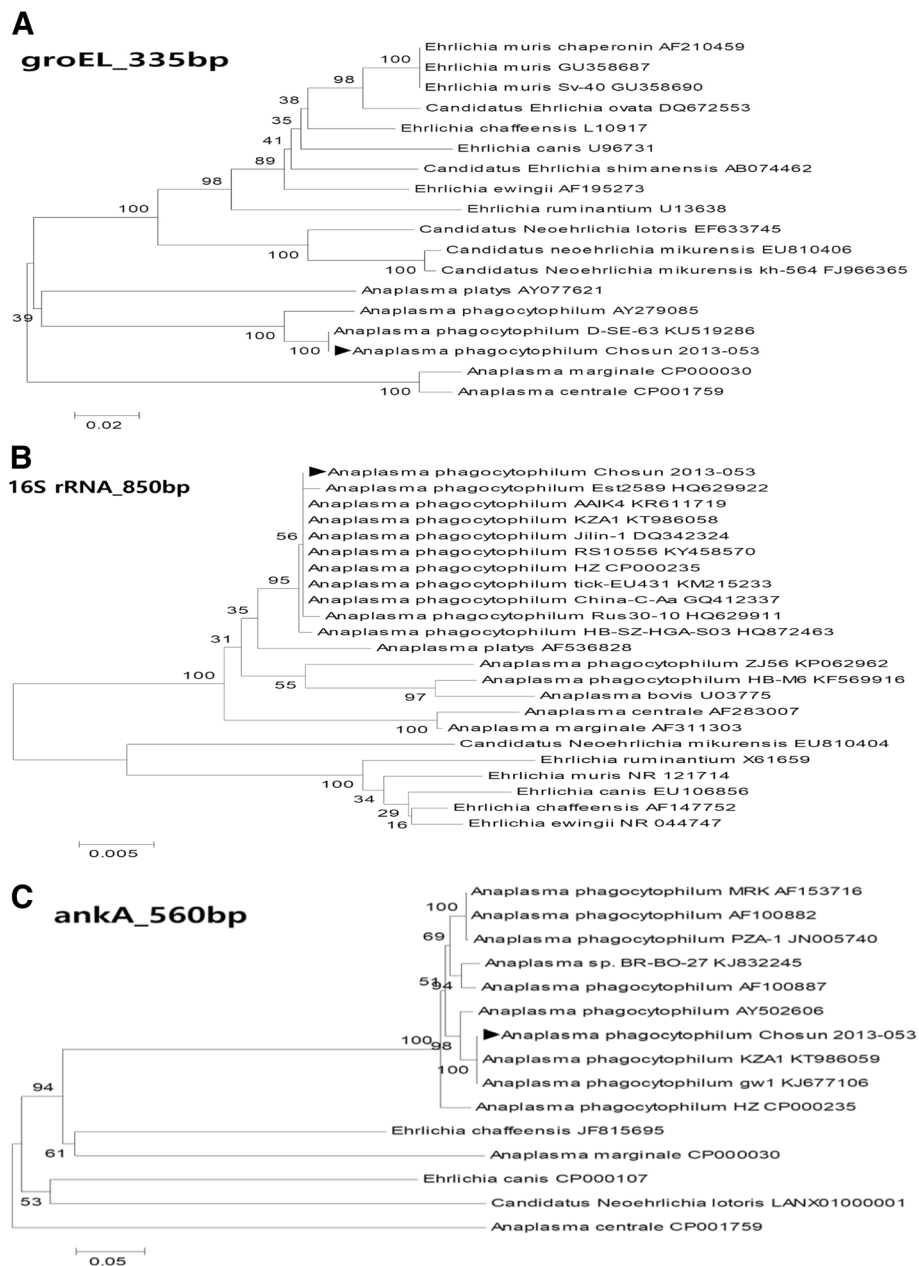 A
groEL_335bp
100
Ehrlichia muris chaperonin AF210459
Ehrlichia muris GU358687
98
Ehrlichia muris Sv-40 GU358690
38
Candidatus Ehrlichia ovata DQ672553
35
Ehrlichia chaffeensis L10917
41
Ehrlichia canis U96731
89
Candidatus Ehrlichia shimanensis AB074462
98
Ehrlichia ewingii AF195273
100
Ehrlichia ruminantium U13638
Candidatus Neoehrlichia lotoris EF633745
100
Candidatus neoehrlichia mikurensis EU810406
100
Candidatus Neoehrlichia mikurensis kh-564 FJ966365
Anaplasma platys AY077621
39
Anaplasma phagocytophilum AY279085
100
Anaplasma phagocytophilum D-SE-63 KU519286
100
Anaplasma phagocytophilum Chosun 2013-053
Anaplasma marginale CP000030
100
Anaplasma centrale CP001759
0.02
B
16S rRNA_850bp
Anaplasma phagocytophilum Chosun 2013-053
Anaplasma phagocytophilum Est2589 HQ629922
Anaplasma phagocytophilum AAIK4 KR611719
Anaplasma phagocytophilum KZA1 KT986058
56
Anaplasma phagocytophilum Jilin-1 DQ342324
Anaplasma phagocytophilum RS10556 KY458570
Anaplasma phagocytophilum HZ CP000235
95
Anaplasma phagocytophilum tick-EU431 KM215233
Anaplasma phagocytophilum China-C-Aa GQ412337
35
Anaplasma phagocytophilum Rus30-10 HQ629911
Anaplasma phagocytophilum HB-SZ-HGA-S03 HQ872463
31
Anaplasma platys AF536828
Anaplasma phagocytophilum ZJ56 KP062962
100
55
Anaplasma phagocytophilum HB-M6 KF569916
97
Anaplasma bovis U03775
Anaplasma centrale AF283007
100
Anaplasma marginale AF311303
Candidatus Neoehrlichia mikurensis EU810404
Ehrlichia ruminantium X61659
100
Ehrlichia muris NR 121714
34
Ehrlichia canis EU106856
29
Ehrlichia chaffeensis AF147752
16
Ehrlichia ewingii NR 044747
0.005
C
ankA_560bp
Anaplasma phagocytophilum MRK AF153716
100
Anaplasma phagocytophilum AF100882
69
Anaplasma phagocytophilum PZA-1 JN005740
Anaplasma sp. BR-BO-27 KJ832245
51
94
Anaplasma phagocytophilum AF100887
Anaplasma phagocytophilum AY502606
100
98
Anaplasma phagocytophilum Chosun 2013-053
100
Anaplasma phagocytophilum KZA1 KT986059
Anaplasma phagocytophilum gw1 KJ677106
94
Anaplasma phagocytophilum HZ CP000235
Ehrlichia chaffeensis JF815695
61
Anaplasma marginale CP000030
Ehrlichia canis CP000107
53
Candidatus Neoehrlichia lotoris LANX01000001
Anaplasma centrale CP001759
0.05